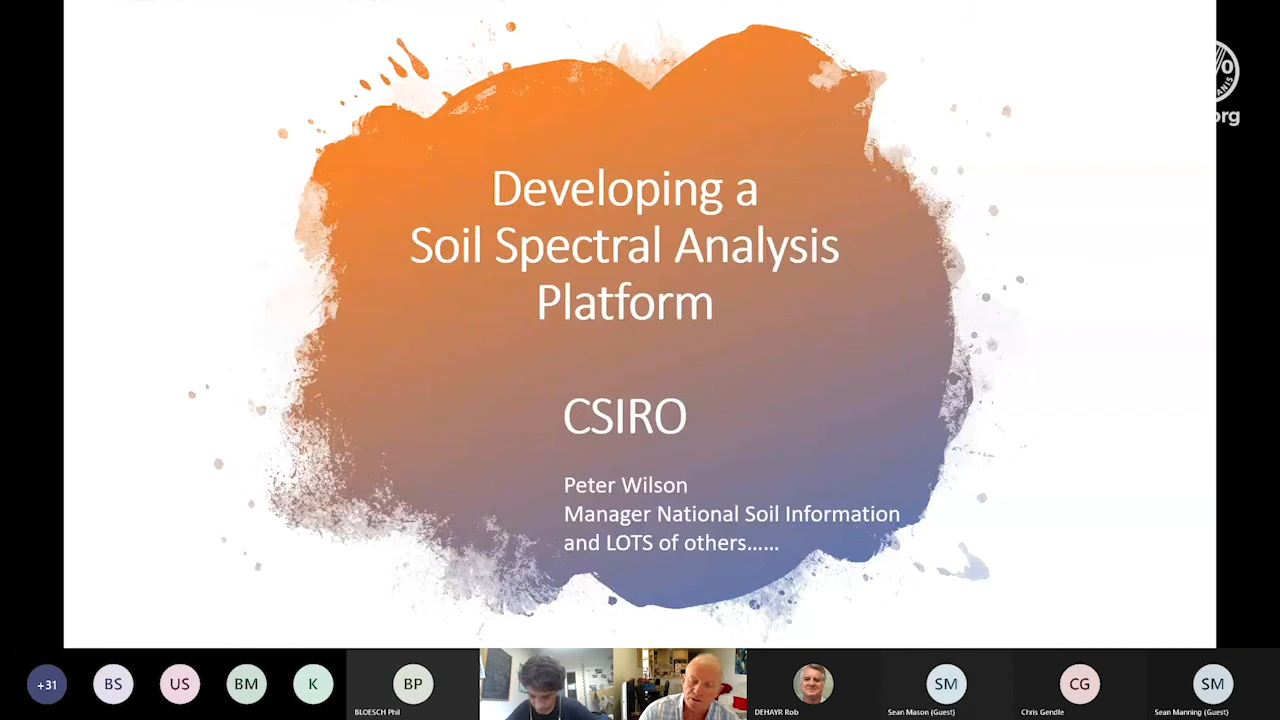 Developing a
Soil Spectral Analysis
Platform
CSIRO
Peter Wilson
Manager National Soil Information
and LOTS of others......
+31
BS
US
BM
K
BP
BLOESCH Phil
DEHAYR Rob
SM
Sean Mason (Guest)
CG
Chris Gendle
SM
Sean Manning (Guest)